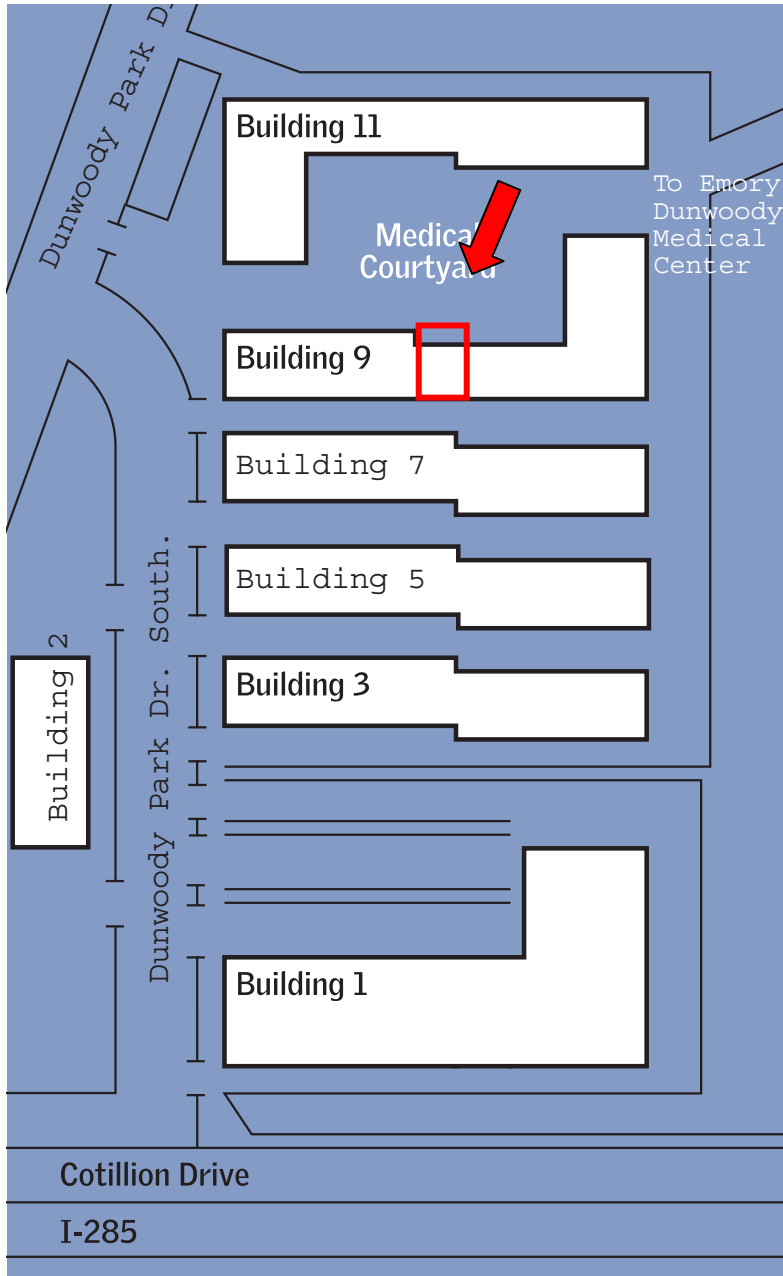 Dunwoody Park D
Building 11
To Emory
Dunwoody
Medical
Center
Medical
Courtyard
Building 9
Building 7
Building 5
Building 3
Building 2
Dunwoody Park Dr. South.
Building 1
Cotillion Drive
I-285